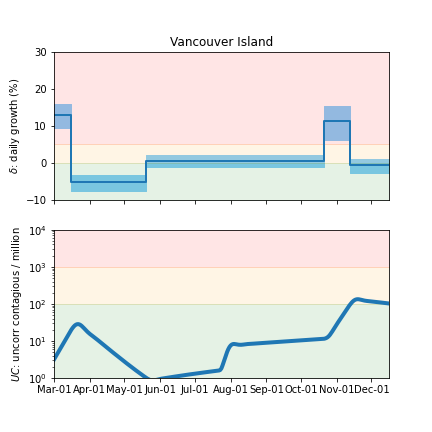 Vancouver Island
δ: daily growth (%)
30
20
10
0
−10
UC: uncorr contagious / million
10⁴
10³
10²
10¹
10⁰
Mar-01 Apr-01 May-01 Jun-01 Jul-01 Aug-01 Sep-01 Oct-01 Nov-01 Dec-01